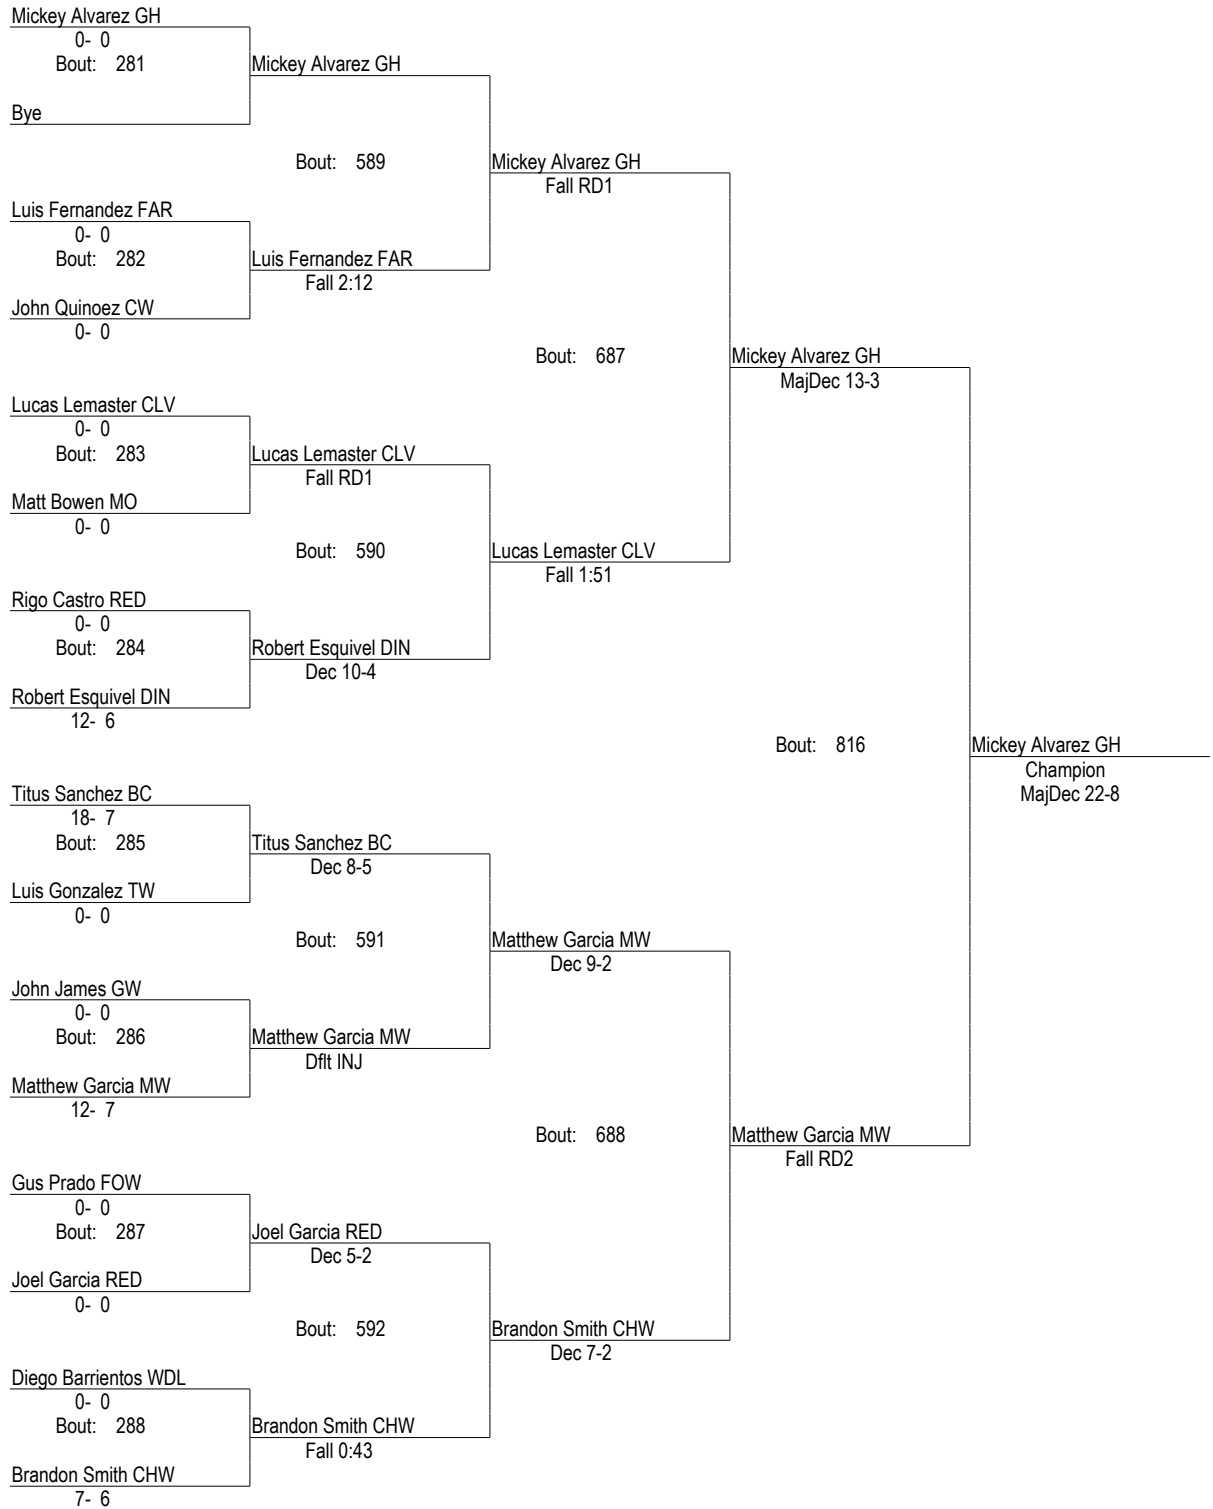 Mickey Alvarez GH
0- 0
Bout: 281
Mickey Alvarez GH
Bye
Bout: 589
Mickey Alvarez GH
Fall RD1
Luis Fernandez FAR
0- 0
Bout: 282
Luis Fernandez FAR
Fall 2:12
John Quinoez CW
0- 0
Bout: 687
Mickey Alvarez GH
MajDec 13-3
Lucas Lemaster CLV
0- 0
Bout: 283
Lucas Lemaster CLV
Fall RD1
Matt Bowen MO
0- 0
Bout: 590
Lucas Lemaster CLV
Fall 1:51
Rigo Castro RED
0- 0
Bout: 284
Robert Esquivel DIN
Dec 10-4
Robert Esquivel DIN
12- 6
Bout: 816
Mickey Alvarez GH
Champion
MajDec 22-8
Titus Sanchez BC
18- 7
Bout: 285
Titus Sanchez BC
Dec 8-5
Luis Gonzalez TW
0- 0
Bout: 591
Matthew Garcia MW
Dec 9-2
John James GW
0- 0
Bout: 286
Matthew Garcia MW
Dflt INJ
Matthew Garcia MW
12- 7
Bout: 688
Matthew Garcia MW
Fall RD2
Gus Prado FOW
0- 0
Bout: 287
Joel Garcia RED
Dec 5-2
Joel Garcia RED
0- 0
Bout: 592
Brandon Smith CHW
Dec 7-2
Diego Barrientos WDL
0- 0
Bout: 288
Brandon Smith CHW
Fall 0:43
Brandon Smith CHW
7- 6